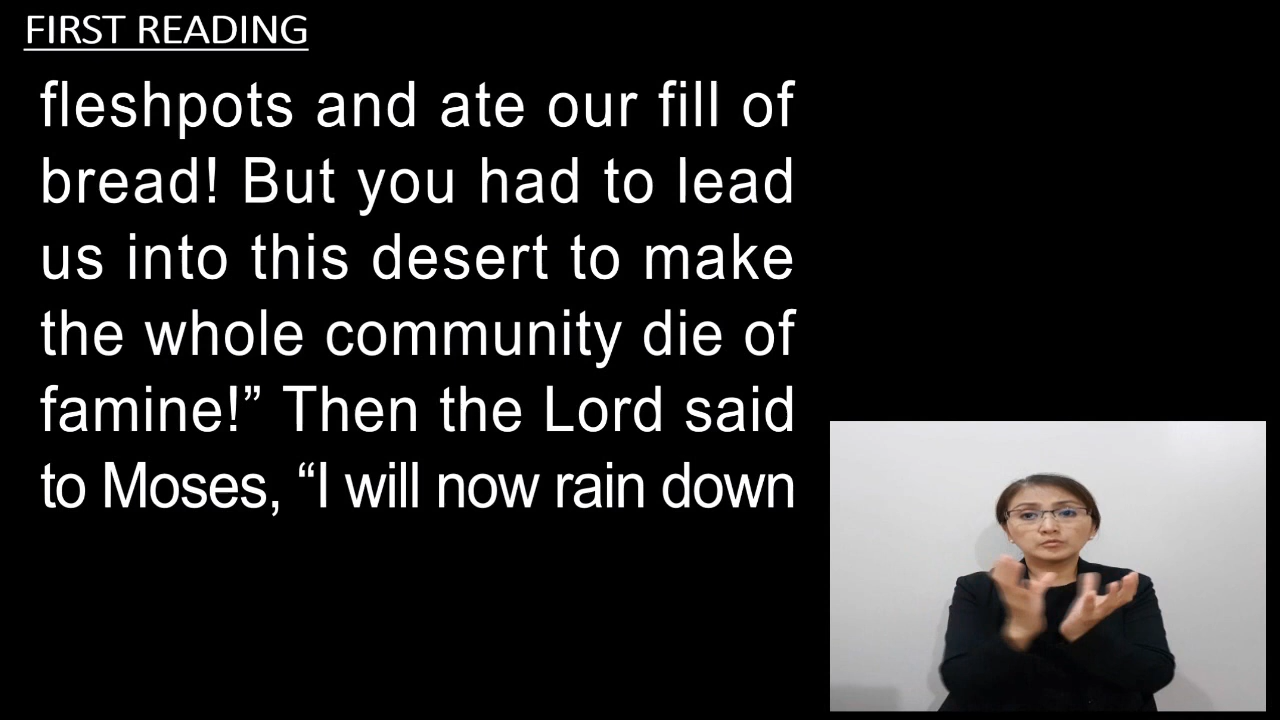 FIRST READING
fleshpots and ate our fill of
bread! But you had to lead
us into this desert to make
the whole community die of
famine!” Then the Lord said
to Moses, “I will now rain down